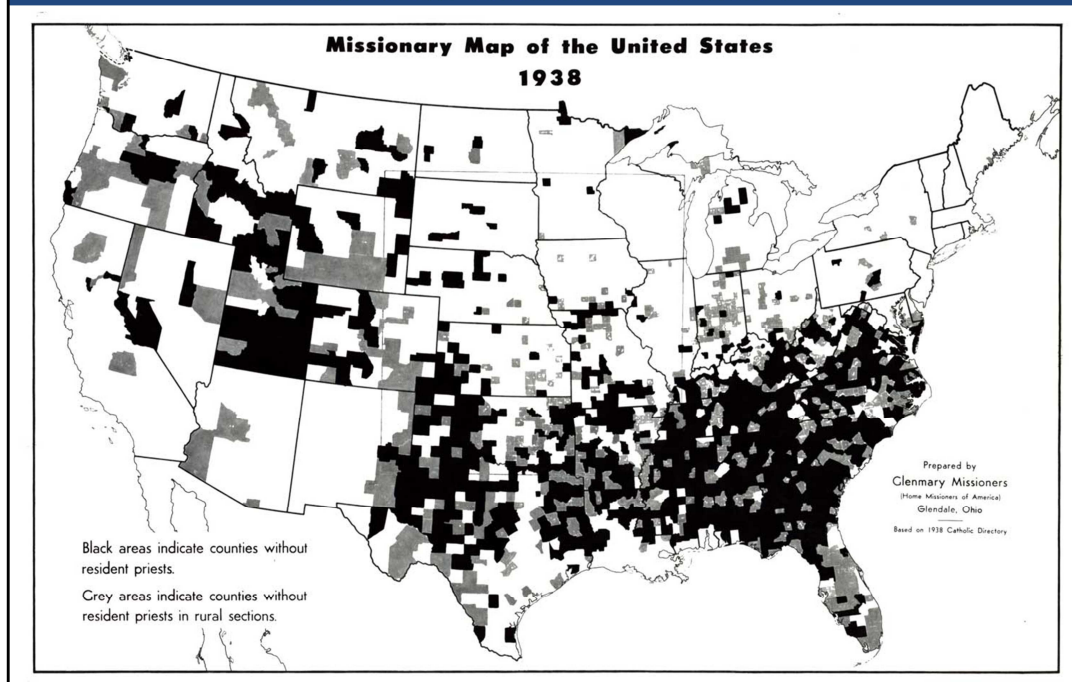 Missionary Map of the United States
1938
Prepared by
Glenmary Missioners
(Home Missioners of America)
Glendale, Ohio
Based on 1938 Catholic Directory
Black areas indicate counties without
resident priests.
Grey areas indicate counties without
resident priests in rural sections.